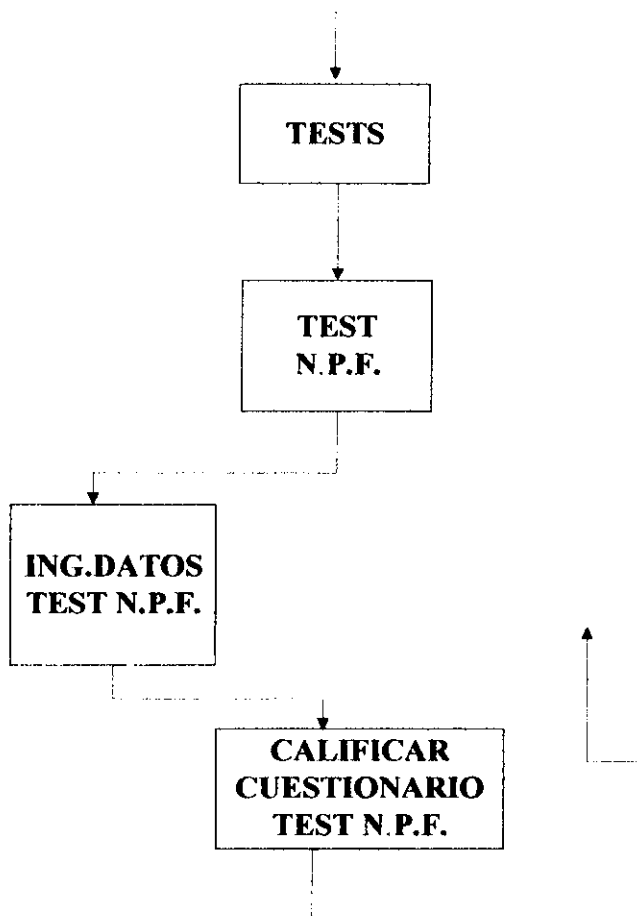 TESTS
TEST
N.P.F.
ING.DATOS
TEST N.P.F.
CALIFICAR
CUESTIONARIO
TEST N.P.F.